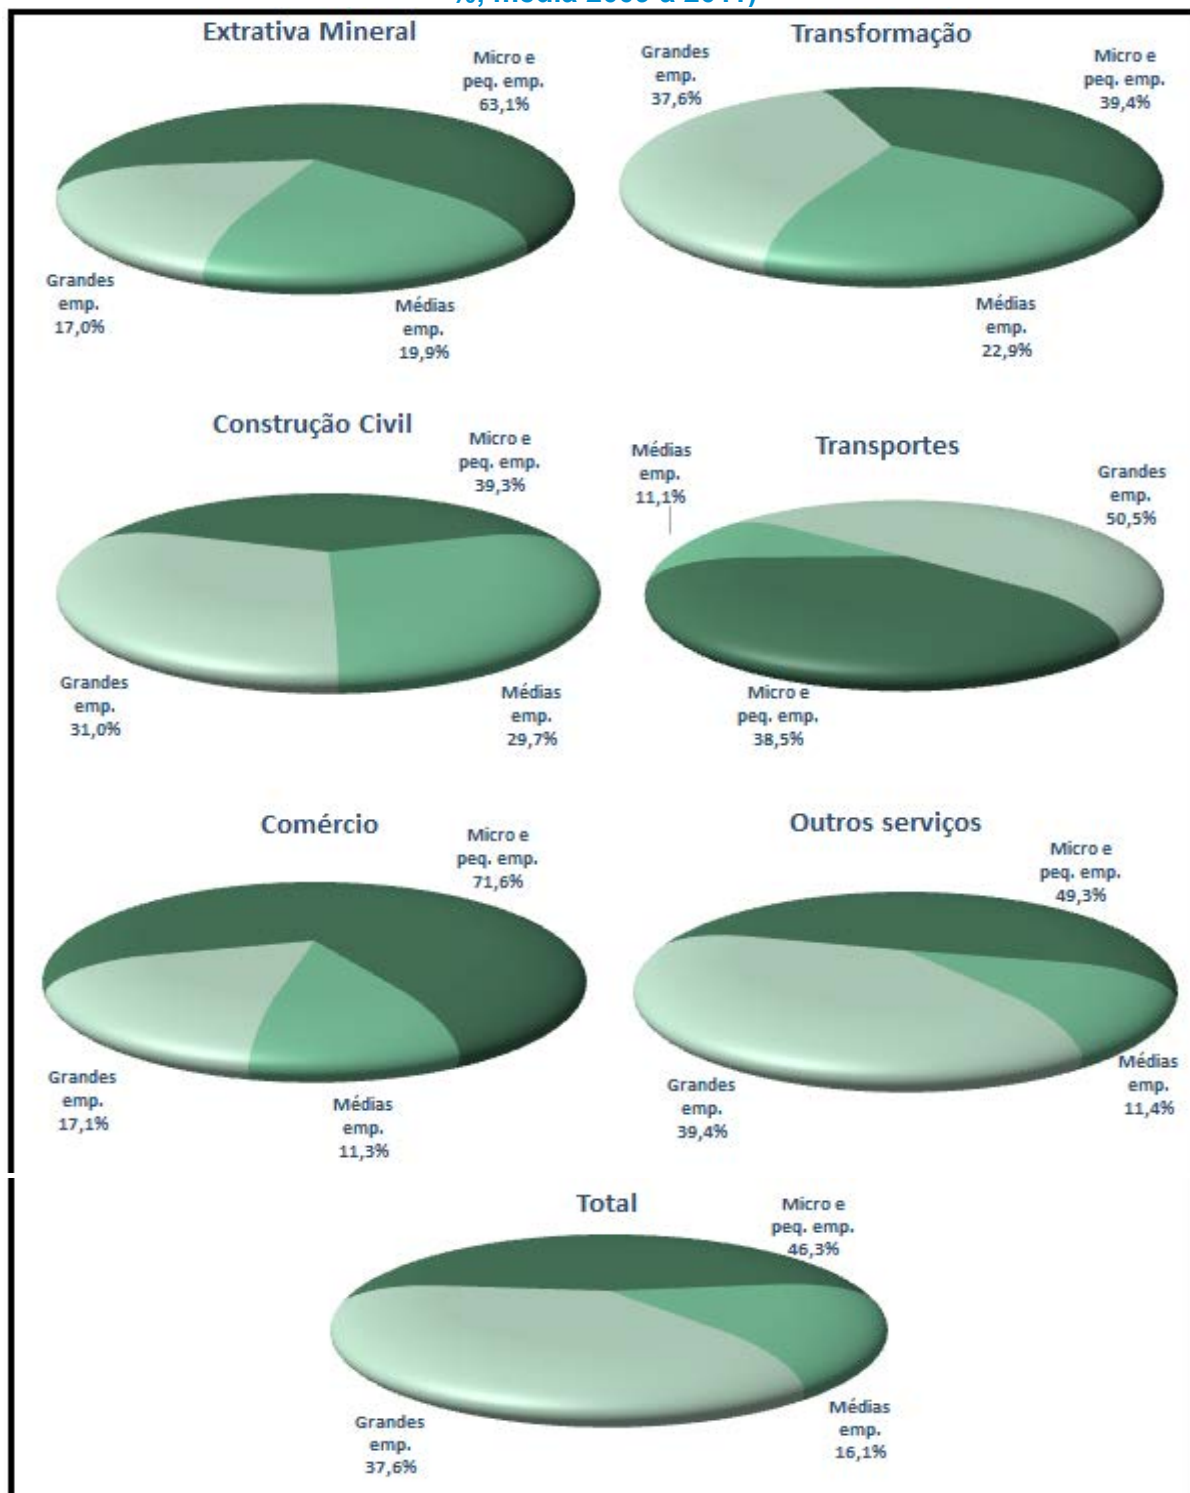 Extrativa Mineral
Micro e
peq. emp.
63,1%
Grandes
emp.
17,0%
Médias
emp.
19,9%
Transformação
Grandes
emp.
37,6%
Micro e
peq. emp.
39,4%
Médias
emp.
22,9%
Construção Civil
Micro e
peq. emp.
39,3%
Grandes
emp.
31,0%
Médias
emp.
29,7%
Transportes
Médias
emp.
11,1%
Grandes
emp.
50,5%
Micro e
peq. emp.
38,5%
Comércio
Micro e
peq. emp.
71,6%
Grandes
emp.
17,1%
Médias
emp.
11,3%
Outros serviços
Micro e
peq. emp.
49,3%
Grandes
emp.
39,4%
Médias
emp.
11,4%
Total
Micro e
peq. emp.
46,3%
Grandes
emp.
37,6%
Médias
emp.
16,1%